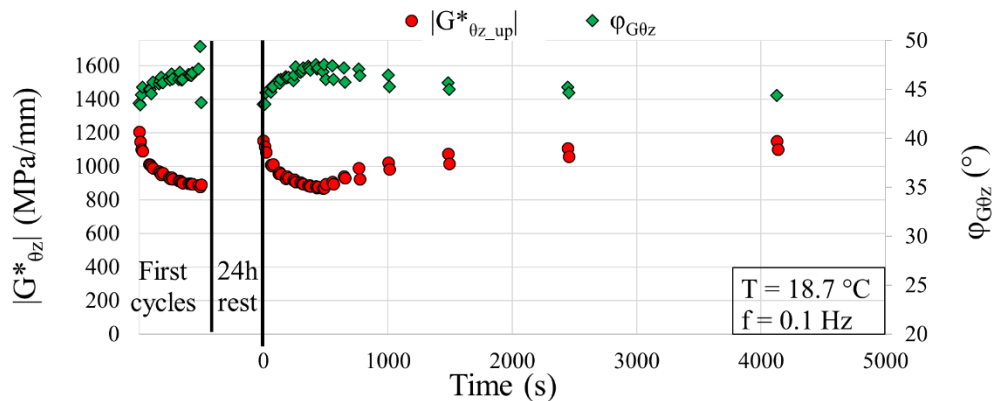 |G*θz_up| φGθz
|G*θz| (MPa/mm)
1600
1400
1200
1000
800
600
400
200
0
First
cycles
24h
rest
T = 18.7 °C
f = 0.1 Hz
50
45
40
35
30
25
20
φGθz (°)
0 1000 2000 3000 4000 5000
Time (s)